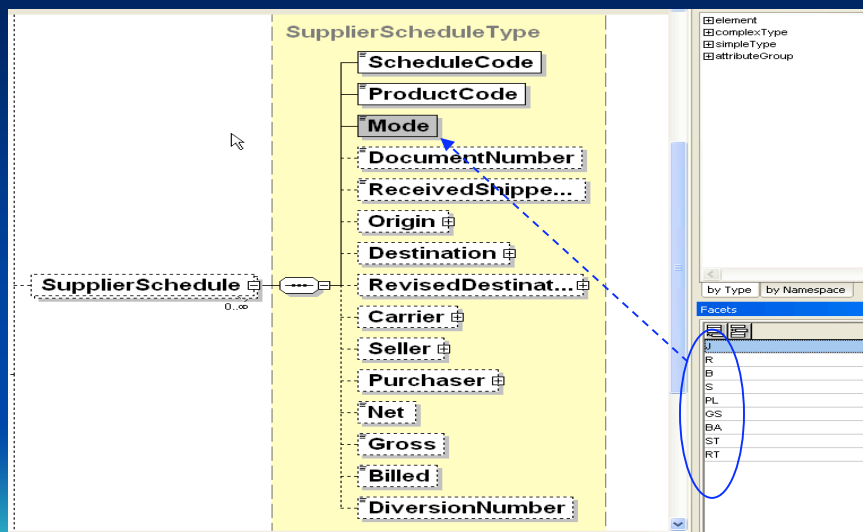 SupplierScheduleType
ScheduleCode
ProductCode
Mode
DocumentNumber
ReceivedShippe...
Origin
Destination
SupplierSchedule
RevisedDestinat...
0..∞
Carrier
Seller
Purchaser
Net
Gross
Billed
DiversionNumber
element
complexType
simpleType
attributeGroup
by Type by Namespace
Facets
J
R
B
S
PL
GS
BA
ST
RT